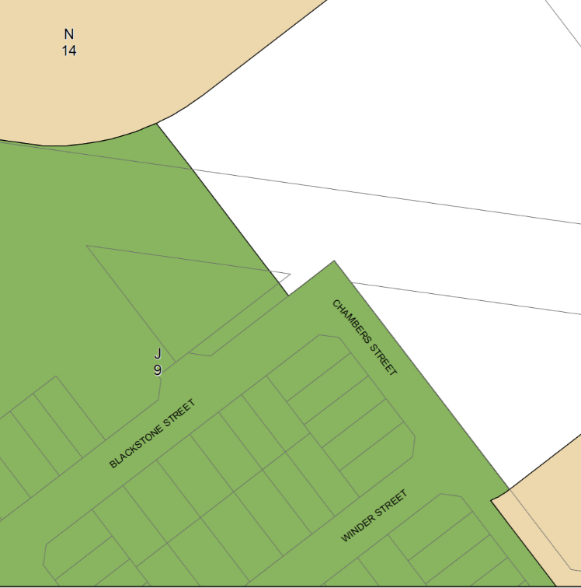 N
14
CHAMBERS STREET
J
9
BLACKSTONE STREET
WINDER STREET